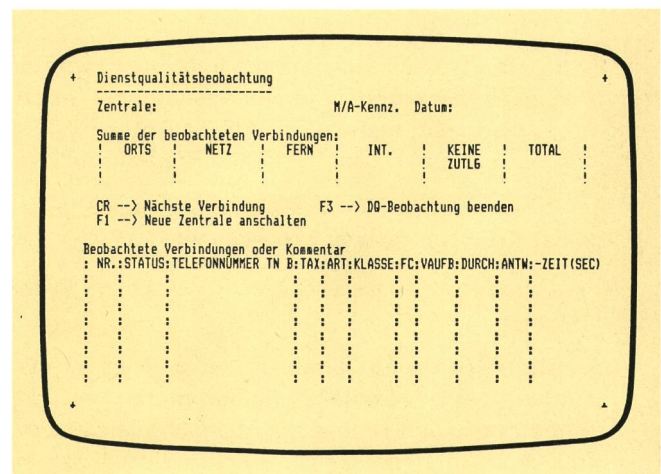 Dienstqualitätsbeobachtung
Zentrale: M/A-Kennz. Datum:
Summe der beobachteten Verbindungen:
! ORTS ! NETZ ! FERN ! INT. ! KEINE ! TOTAL !
! ! ! ! ! ZUTLG ! !
CR --> Nächste Verbindung F3 --> DQ-Beobachtung beenden
F1 --> Neue Zentrale anschalten
Beobachtete Verbindungen oder Kommentar
: NR.:STATUS:TELEFONNÜMMER TN B:TAX:ART:KLASSE:FC:VAUFB:DURCH:ANTW:-ZEIT(SEC)